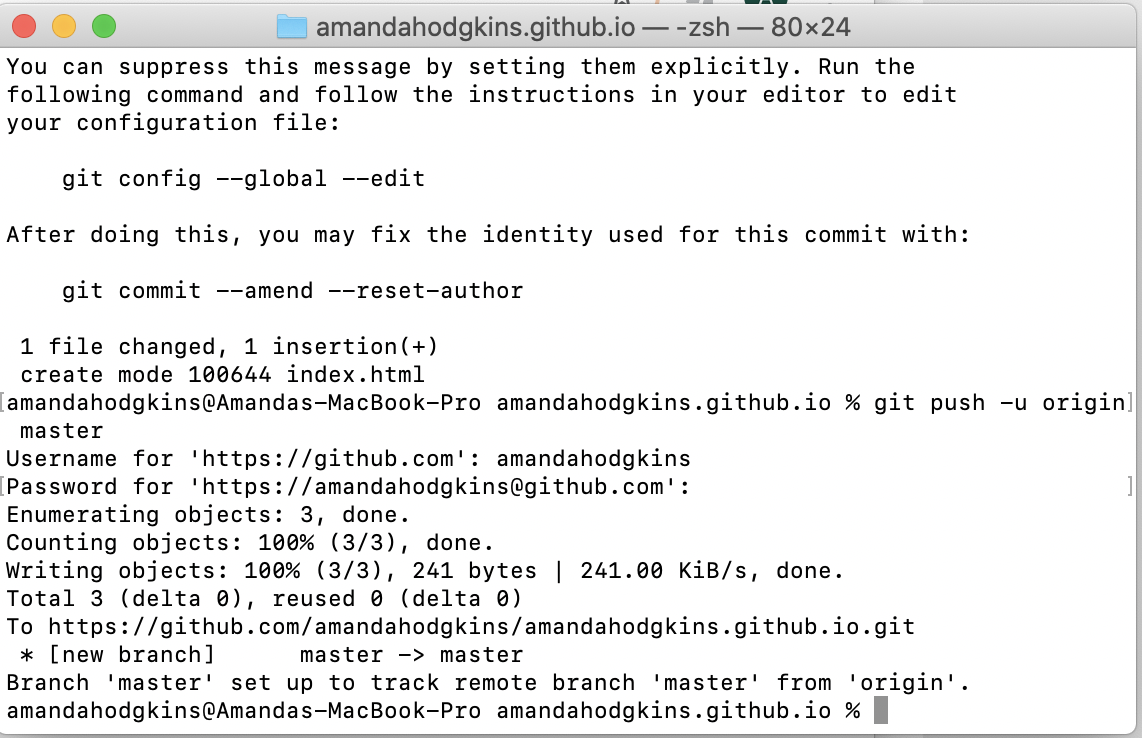 amandahodgkins.github.io — -zsh — 80×24
You can suppress this message by setting them explicitly. Run the
following command and follow the instructions in your editor to edit
your configuration file:
git config --global --edit
After doing this, you may fix the identity used for this commit with:
git commit --amend --reset-author
1 file changed, 1 insertion(+)
create mode 100644 index.html
[amandahodgkins@Amandas-MacBook-Pro amandahodgkins.github.io % git push -u origin]
master
Username for 'https://github.com': amandahodgkins
[Password for 'https://amandahodgkins@github.com': ]
Enumerating objects: 3, done.
Counting objects: 100% (3/3), done.
Writing objects: 100% (3/3), 241 bytes | 241.00 KiB/s, done.
Total 3 (delta 0), reused 0 (delta 0)
To https://github.com/amandahodgkins/amandahodgkins.github.io.git
* [new branch]      master -> master
Branch 'master' set up to track remote branch 'master' from 'origin'.
amandahodgkins@Amandas-MacBook-Pro amandahodgkins.github.io %